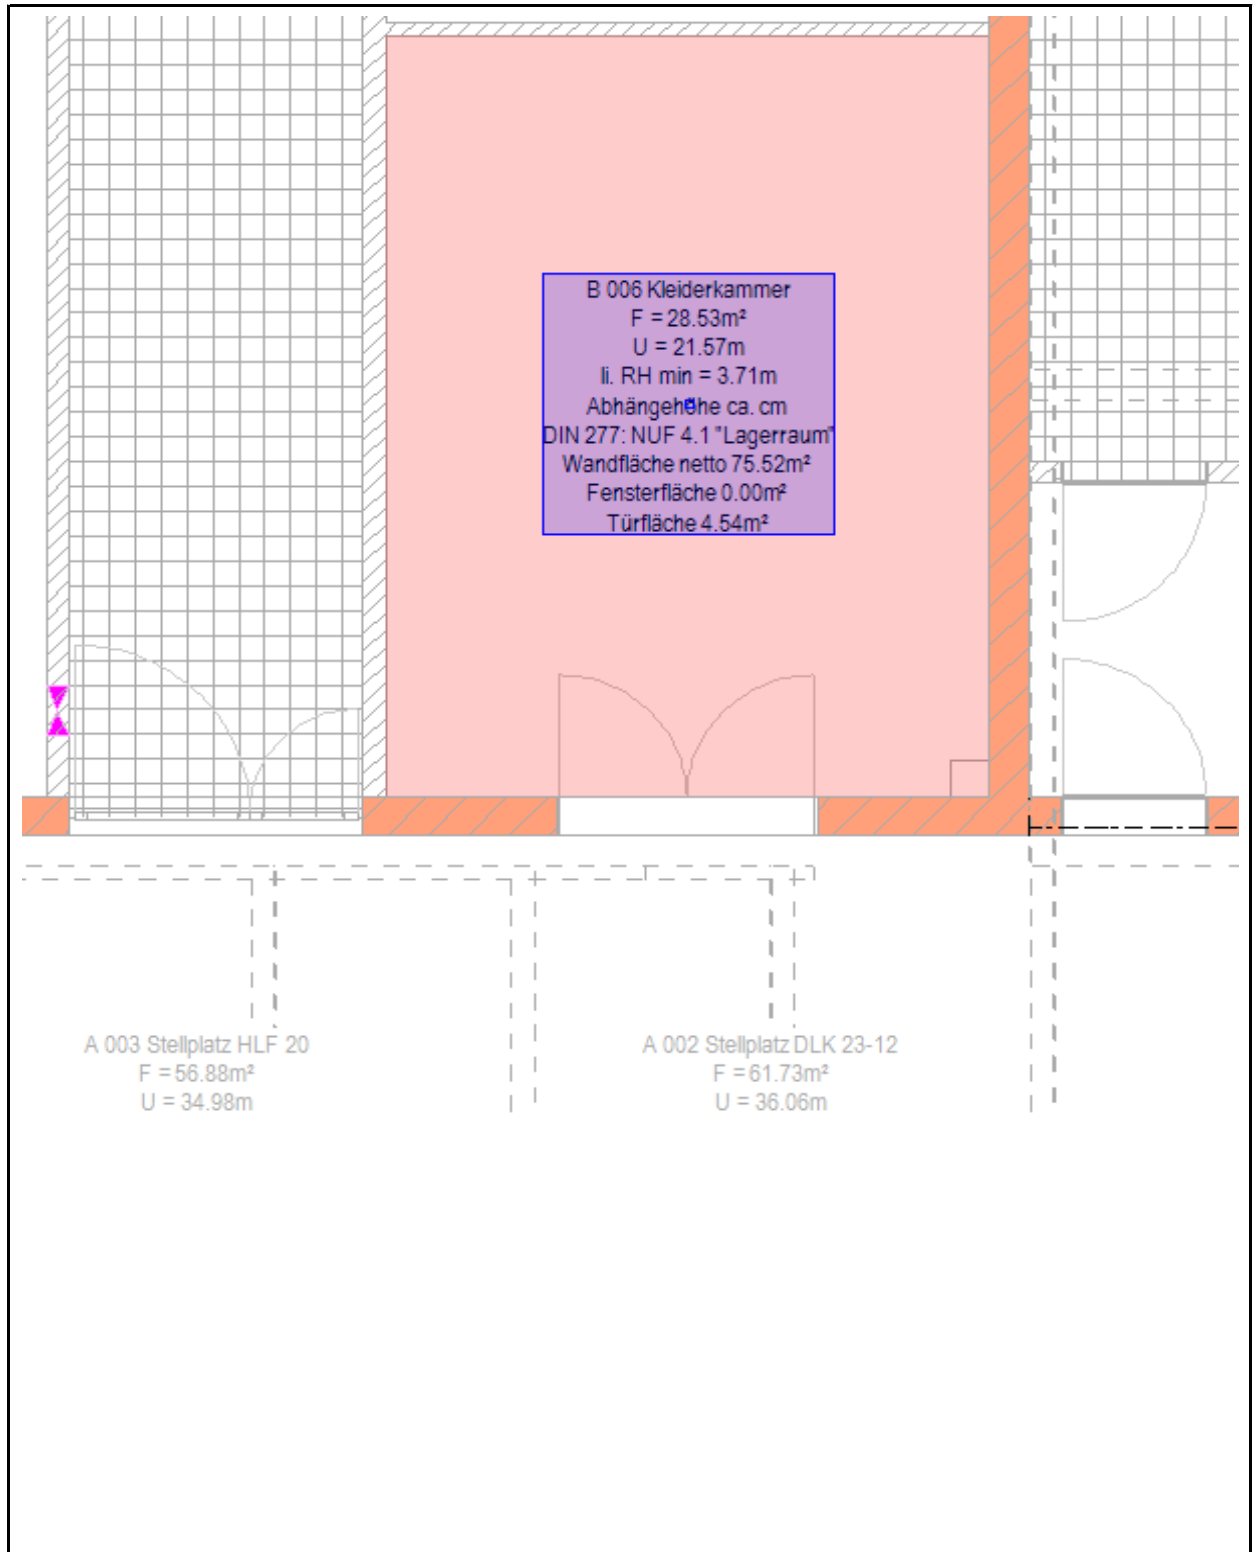 B 006 Kleiderkammer
F = 28.53m²
U = 21.57m
li. RH min = 3.71m
Abhängehöhe ca. cm
DIN 277: NUF 4.1 "Lagerraum"
Wandfläche netto 75.52m²
Fensterfläche 0.00m²
Türfläche 4.54m²
A 003 Stellplatz HLF 20
F = 56.88m²
U = 34.98m
A 002 Stellplatz DLK 23-12
F = 61.73m²
U = 36.06m